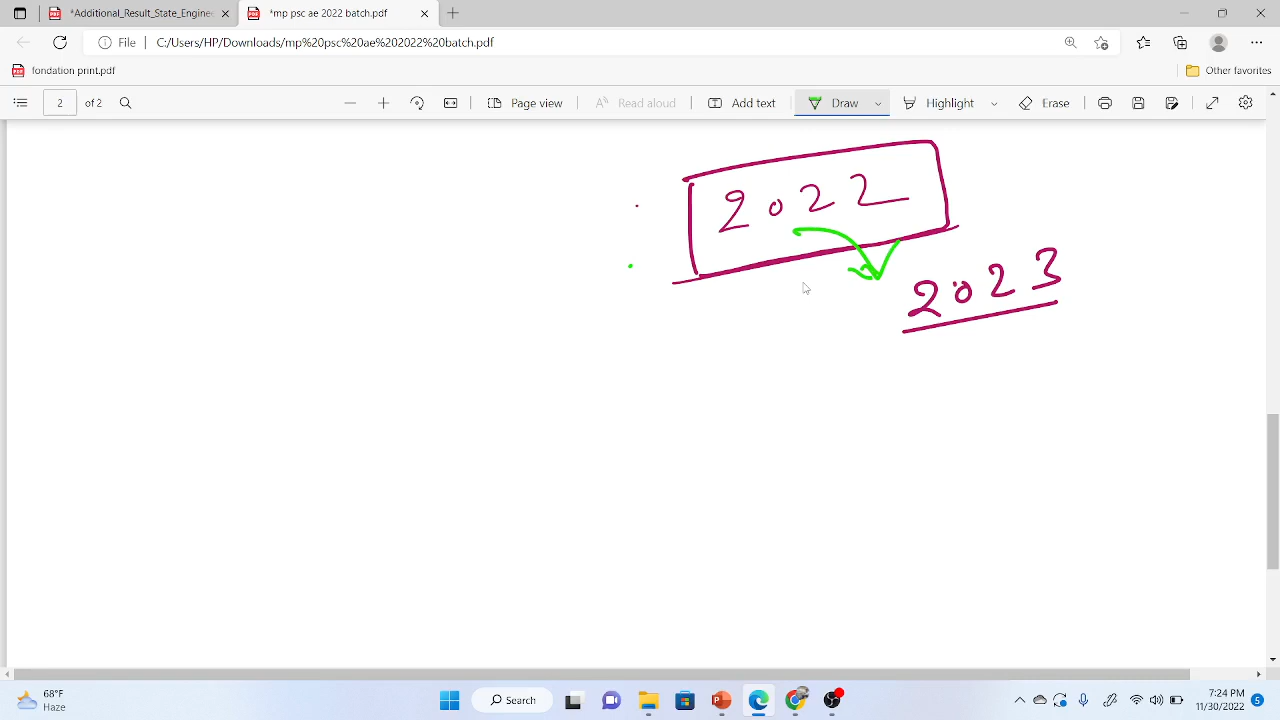 *Additional_Result_State_Engine
*mp psc ae 2022 batch.pdf
File
C:/Users/HP/Downloads/mp%20psc%20ae%202022%20batch.pdf
fondation print.pdf
Other favorites
2 of 2
Page view
Read aloud
Add text
Draw
Highlight
Erase
2022
2023
68°F
Haze
Search
7:24 PM
11/30/2022
5